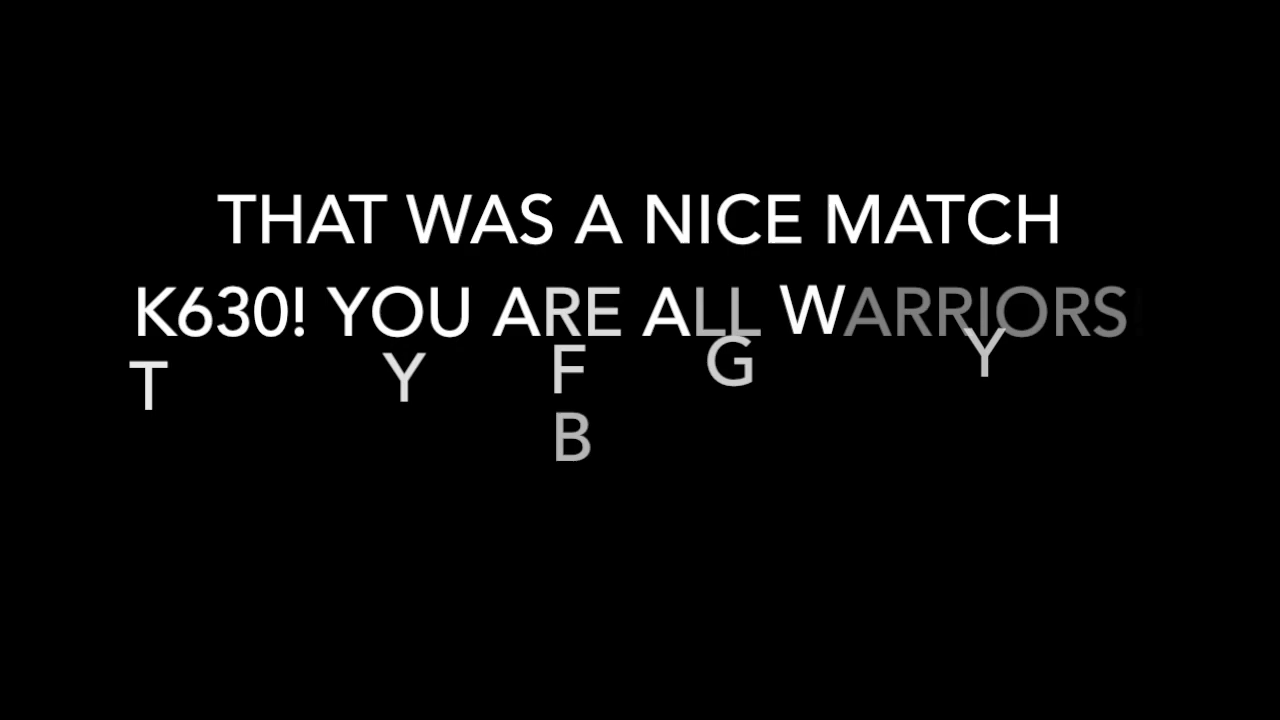 THAT WAS A NICE MATCH
K630! YOU ARE ALL WARRIORS!
T Y F G Y
B